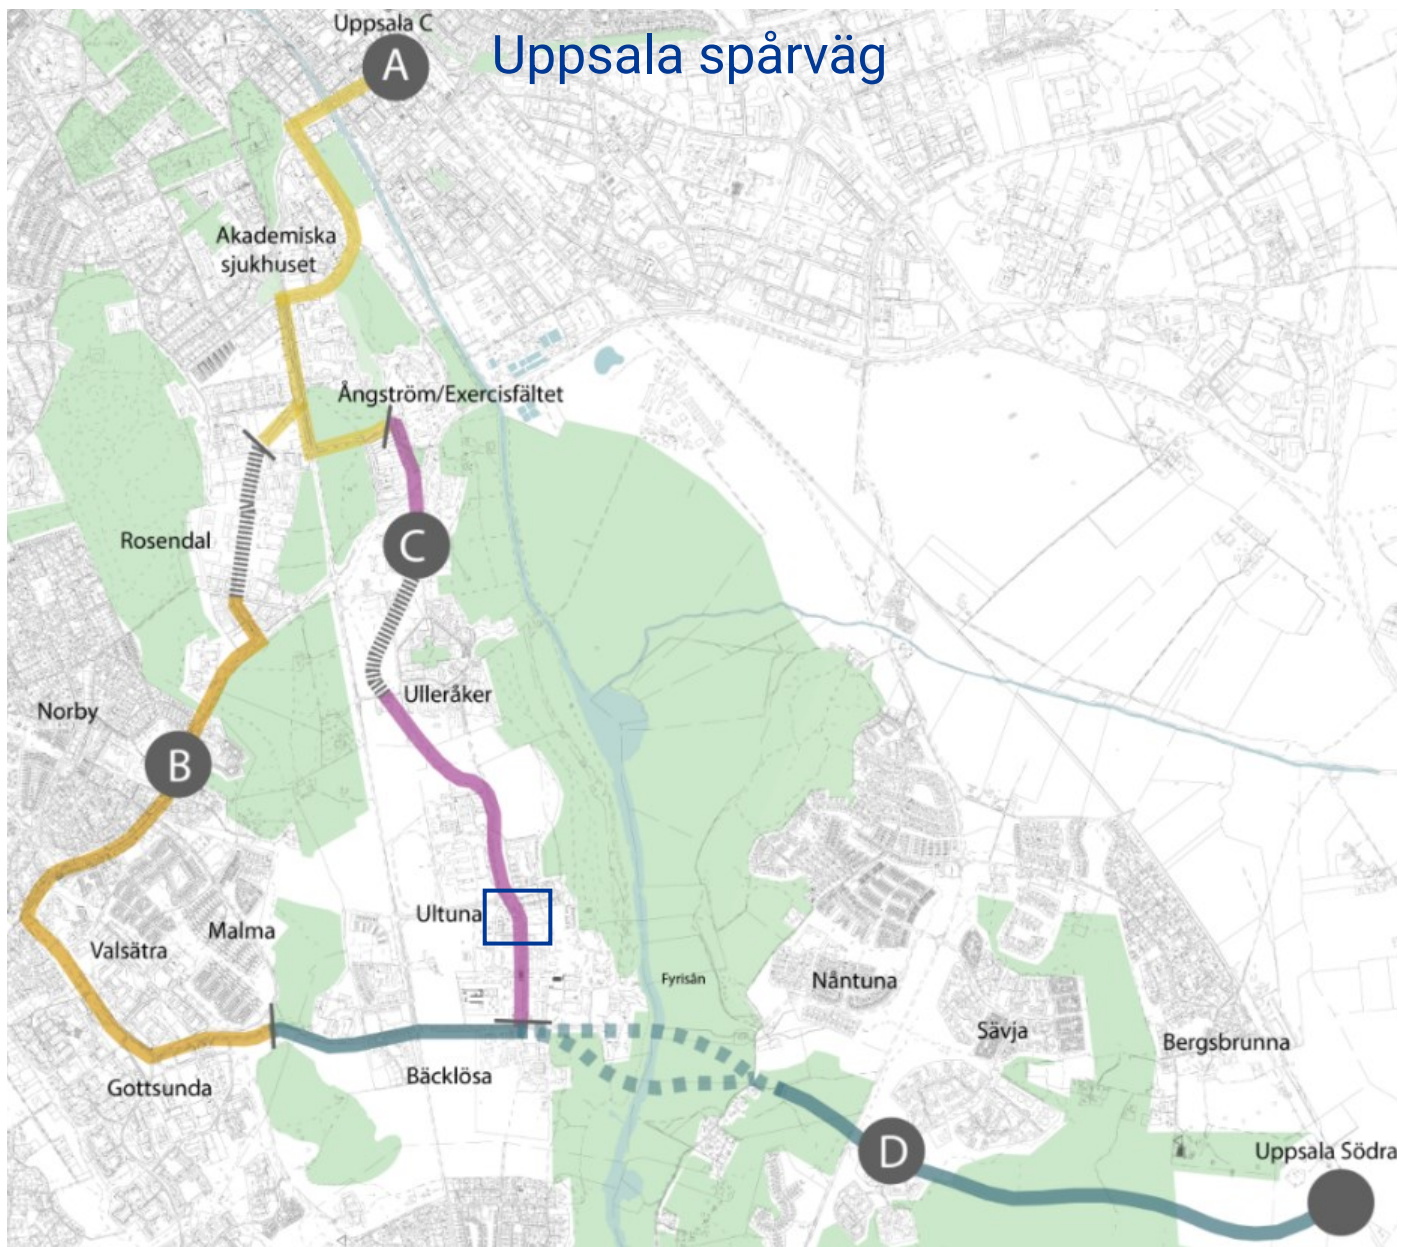 Uppsala C
Uppsala spårväg
A
Akademiska
sjukhuset
Ångström/Exercisfältet
Rosendal
C
Ulleråker
Norby
B
Ultuna
Malma
Valsätra
Fyrisån
Nåntuna
Sävja
Bergsbrunna
Bäcklösa
Gottsunda
D
Uppsala Södra